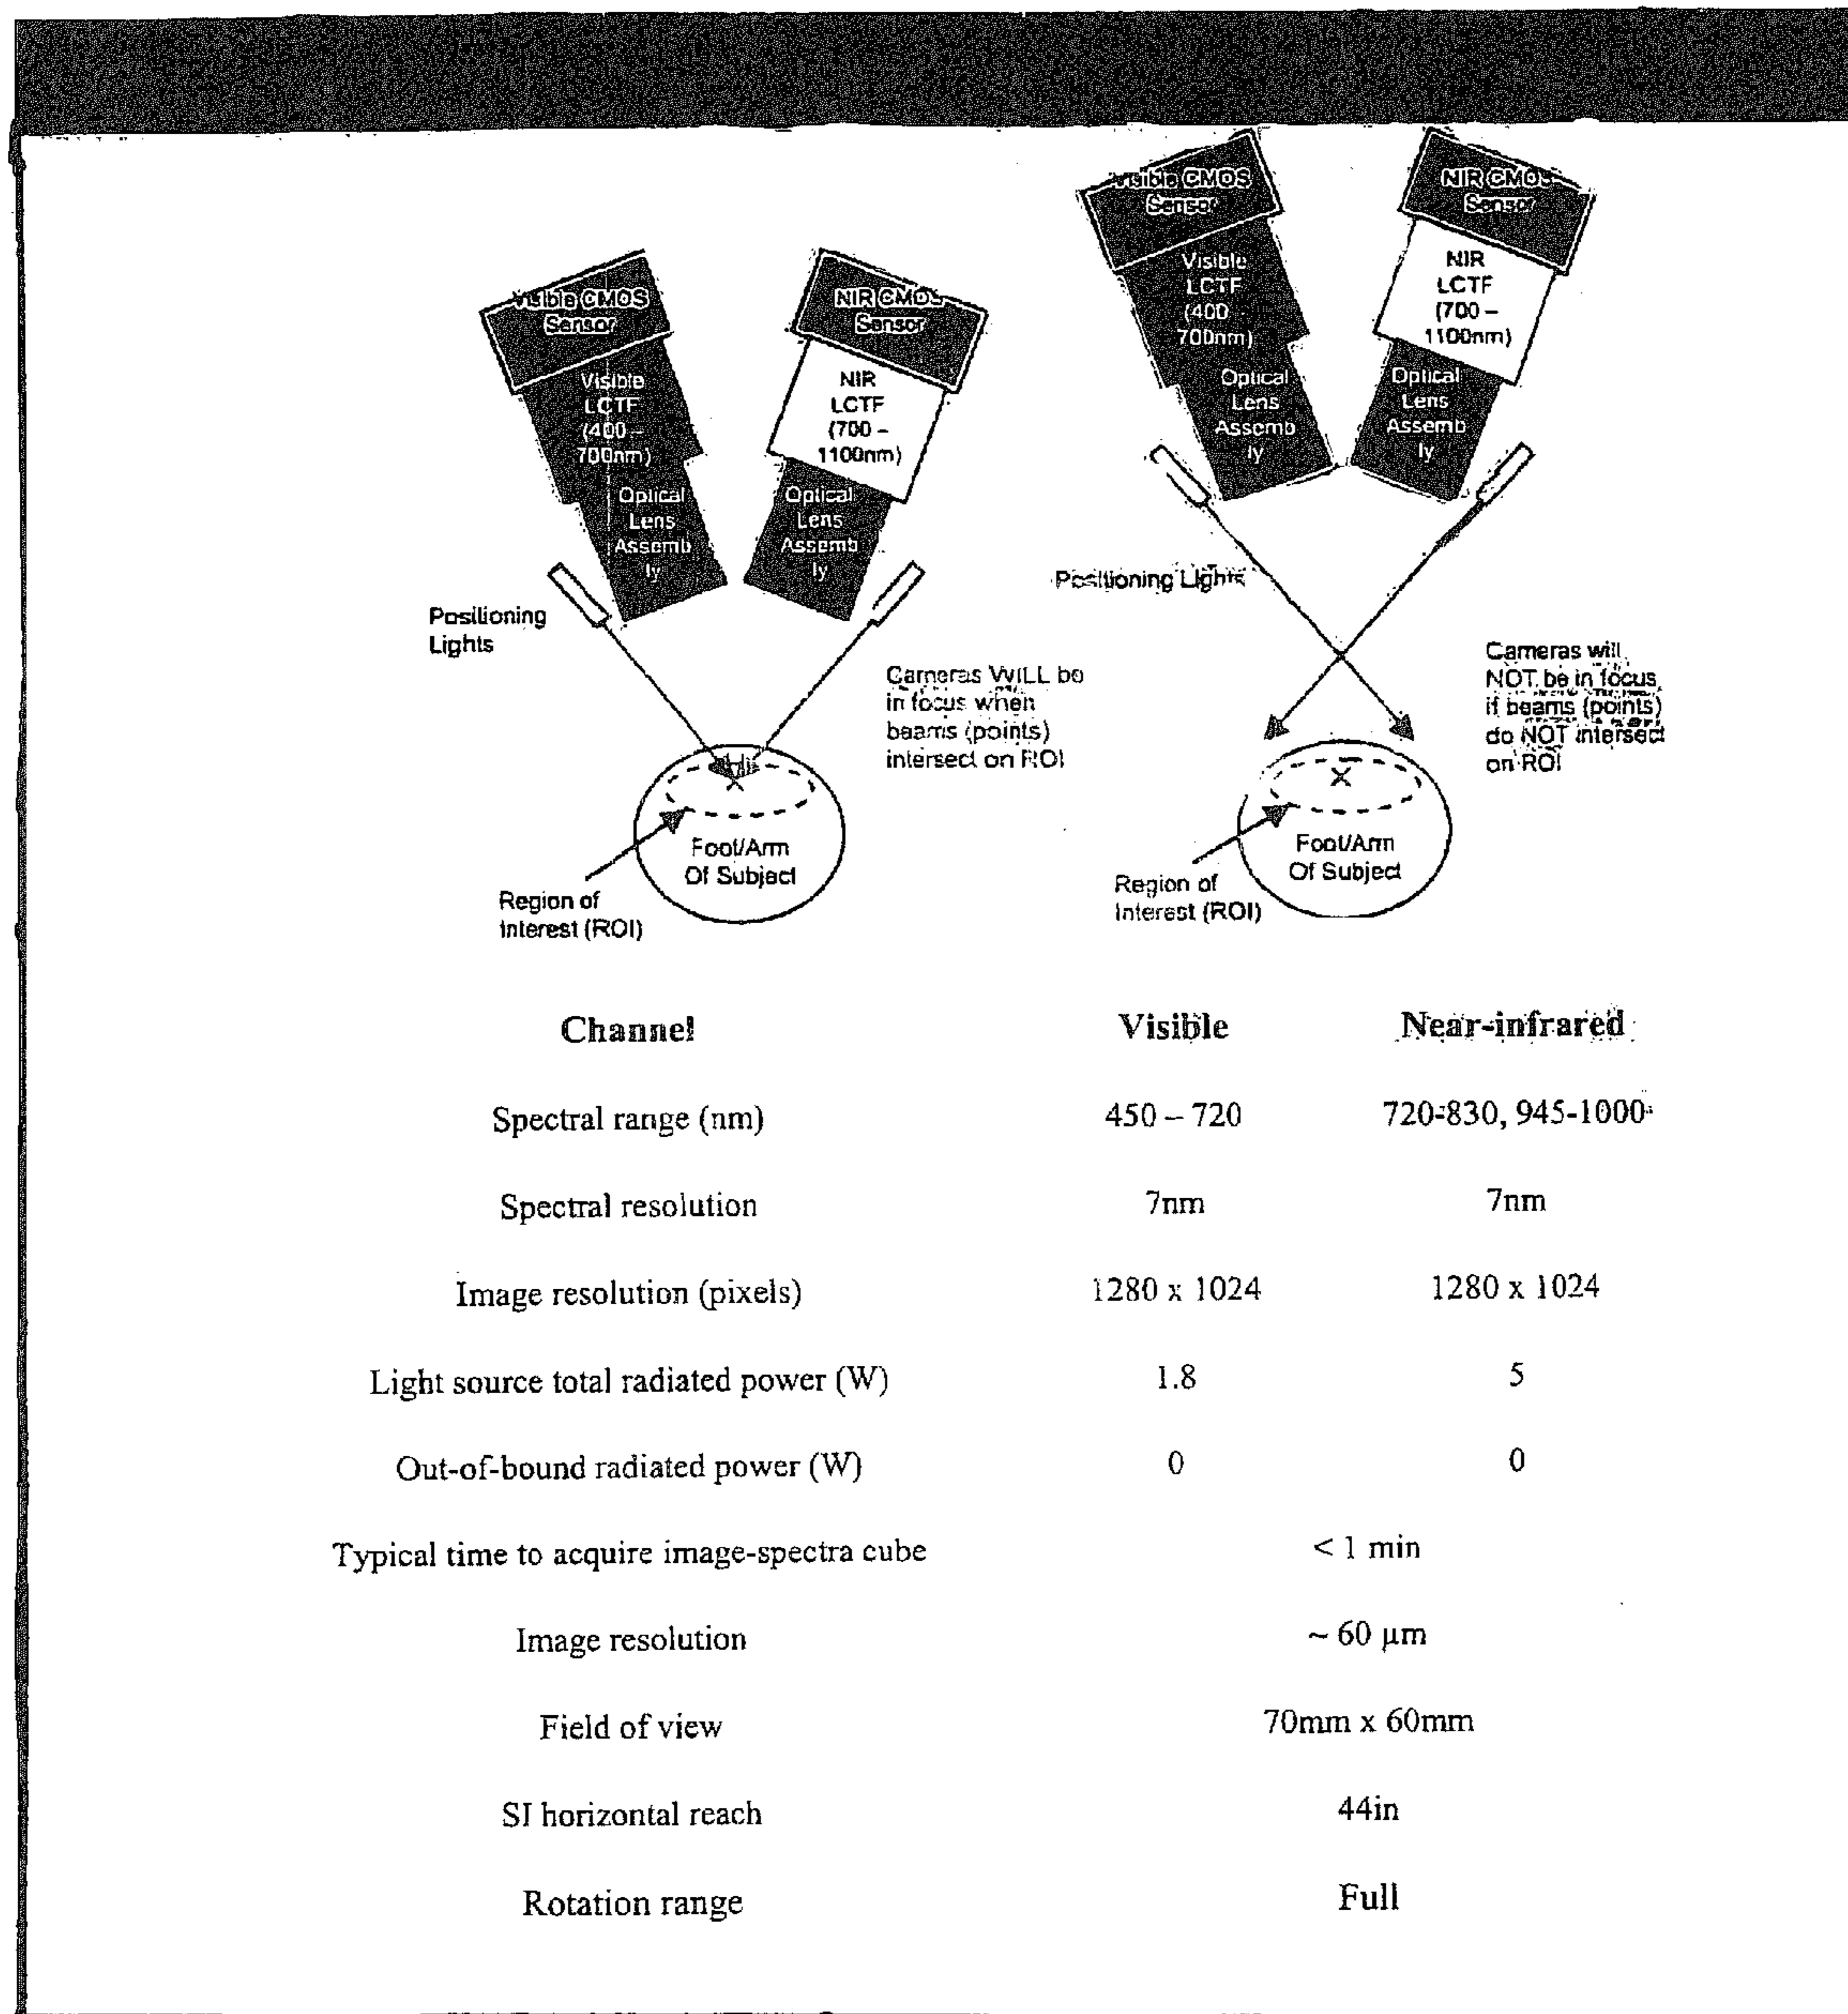 Visible CMOS
Sensor
Visible
LCTF
(400 –
700nm)
Optical
Lens
Assemb
ly
NIR CMOS
Sensor
NIR
LCTF
(700 –
1100nm)
Optical
Lens
Assemb
ly
Positioning
Lights
Cameras WILL be
in focus when
beams (points)
intersect on ROI
Foot/Arm
Of Subject
Region of
Interest (ROI)
Visible CMOS
Sensor
Visible
LCTF
(400
700nm)
Optical
Lens
Assemb
ly
NIR CMOS
Sensor
NIR
LCTF
(700 –
1100nm)
Optical
Lens
Assemb
ly
Positioning Lights
Cameras will
NOT be in focus
if beams (points)
do NOT intersect
on ROI
Foot/Arm
Of Subject
Region of
Interest (ROI)
Channel Visible Near-infrared
Spectral range (nm) 450 – 720 720-830, 945-1000
Spectral resolution 7nm 7nm
Image resolution (pixels) 1280 x 1024 1280 x 1024
Light source total radiated power (W) 1.8 5
Out-of-bound radiated power (W) 0 0
Typical time to acquire image-spectra cube < 1 min
Image resolution ~ 60 µm
Field of view 70mm x 60mm
SI horizontal reach 44in
Rotation range Full